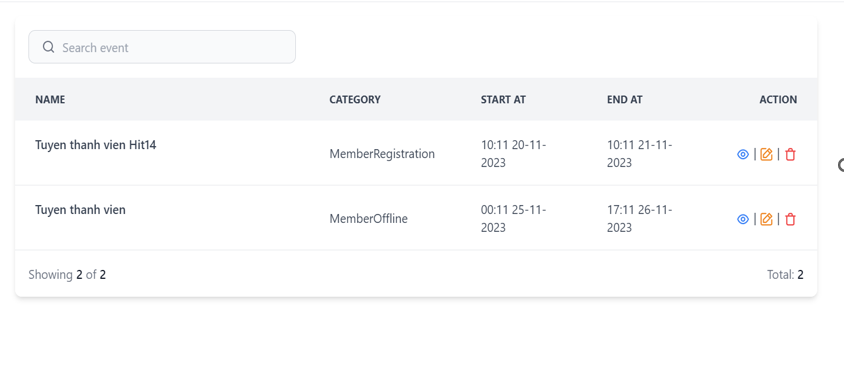 Search event
NAME CATEGORY START AT END AT ACTION
Tuyen thanh vien Hit14 MemberRegistration 10:11 20-11- 10:11 21-11- | |
2023 2023
Tuyen thanh vien MemberOffline 00:11 25-11- 17:11 26-11- | |
2023 2023
Showing 2 of 2 Total: 2